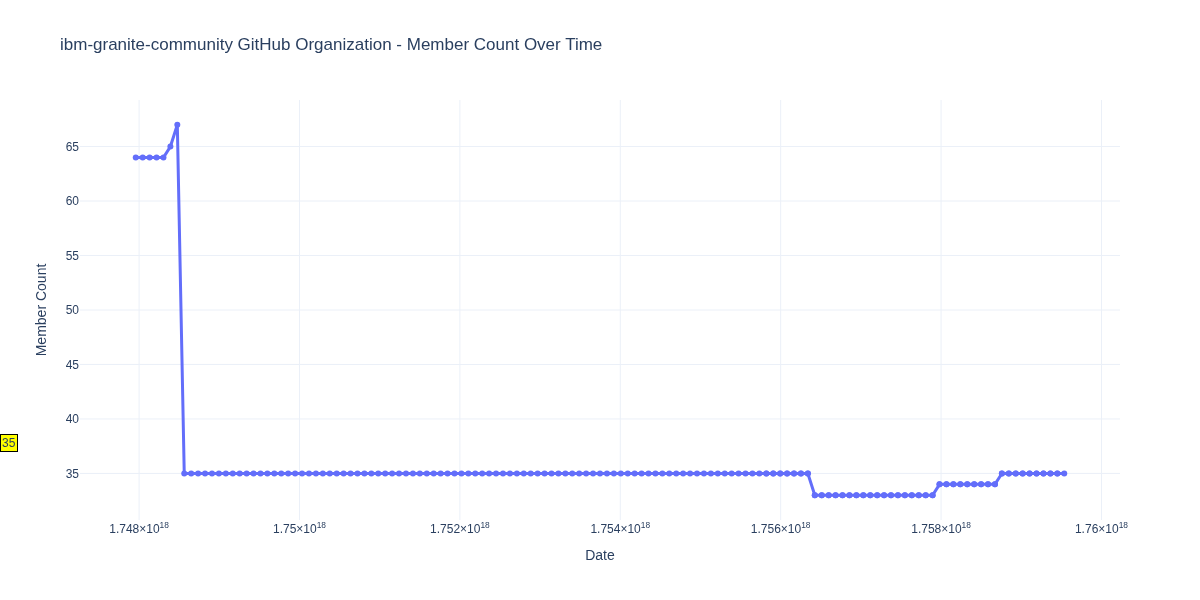 ibm-granite-community GitHub Organization - Member Count Over Time
65
60
55
50
45
40
35
Member Count
35
1.748×10¹⁸ 1.75×10¹⁸ 1.752×10¹⁸ 1.754×10¹⁸ 1.756×10¹⁸ 1.758×10¹⁸ 1.76×10¹⁸
Date